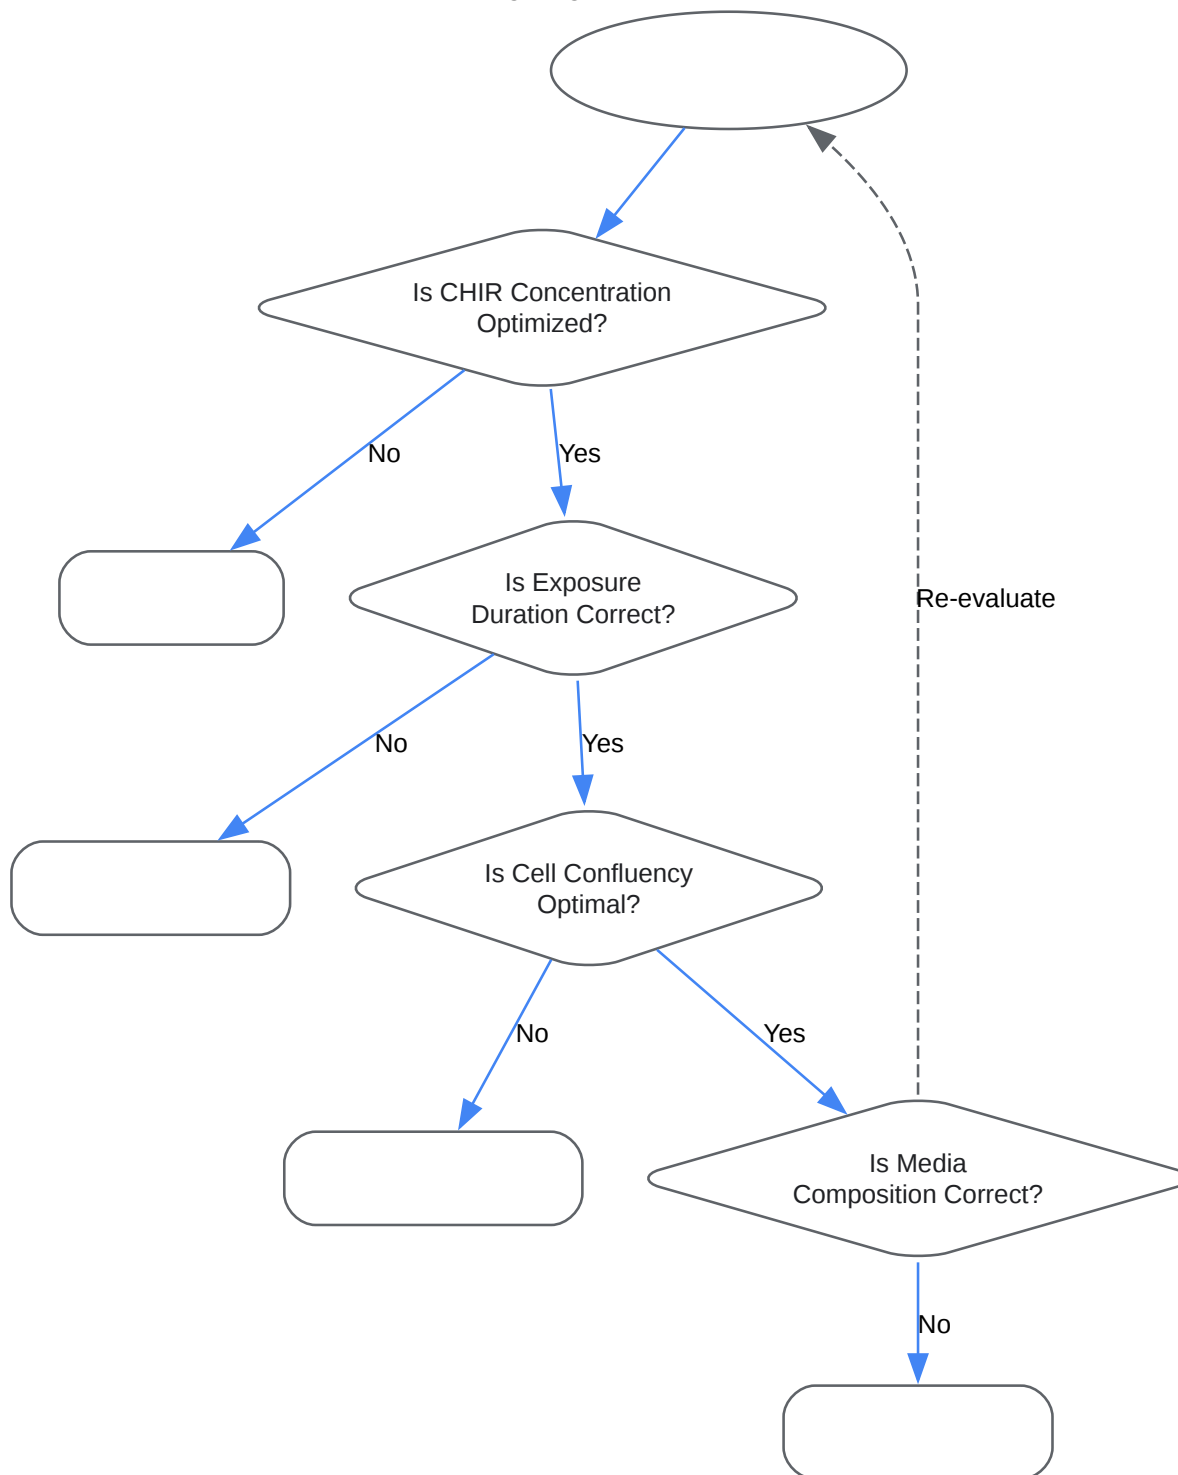 Is CHIR Concentration
Optimized?
No
Yes
Is Exposure
Duration Correct?
Re-evaluate
No
Yes
Is Cell Confluency
Optimal?
No
Yes
Is Media
Composition Correct?
No